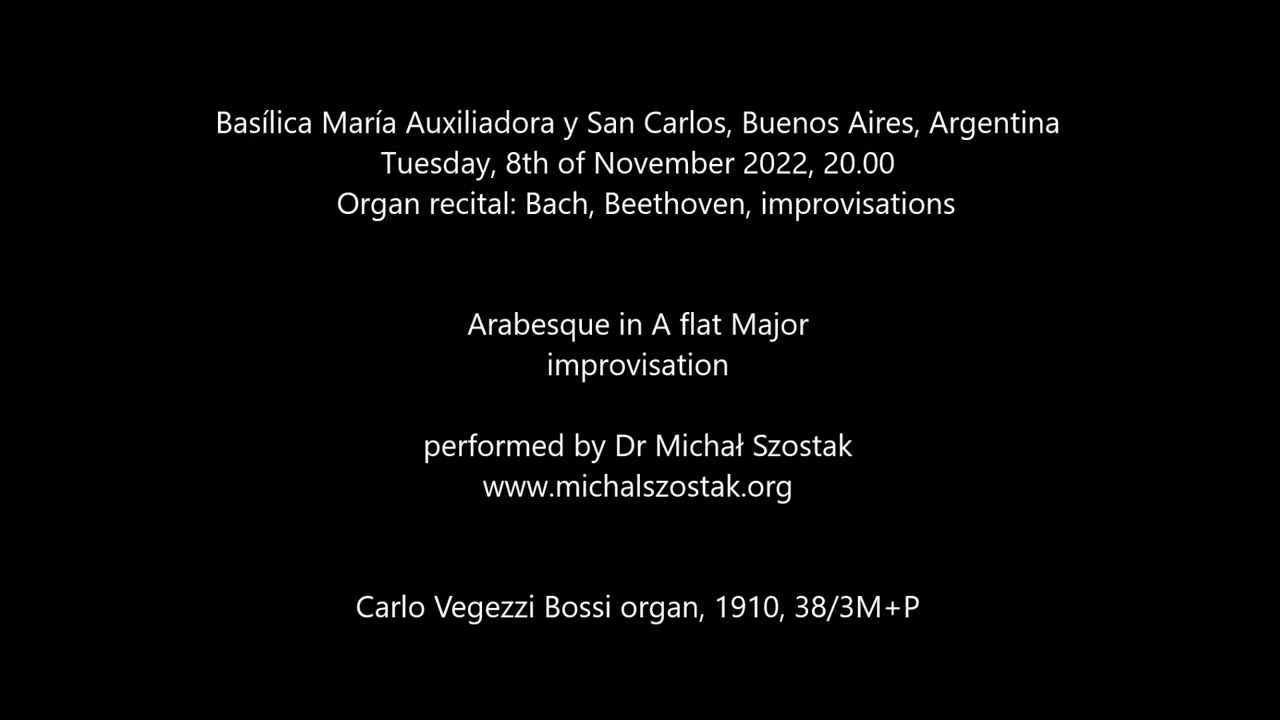 Basílica María Auxiliadora y San Carlos, Buenos Aires, Argentina
Tuesday, 8th of November 2022, 20.00
Organ recital: Bach, Beethoven, improvisations
Arabesque in A flat Major
improvisation
performed by Dr Michał Szostak
www.michalszostak.org
Carlo Vegezzi Bossi organ, 1910, 38/3M+P